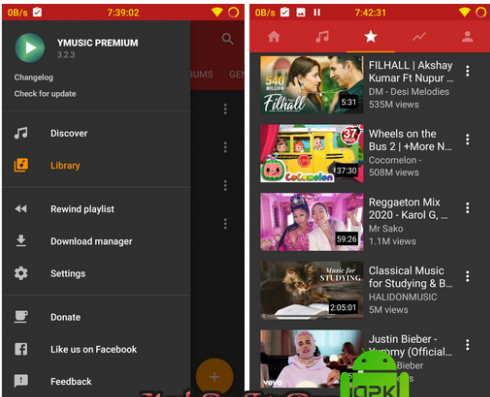 0B/s
7:39:02
YMUSIC PREMIUM
3.2.3
Changelog
Check for update
Discover
Library
Rewind playlist
Download manager
Settings
Donate
Like us on Facebook
Feedback
UMS
GEN
0B/s
7:42:31
540
MILLION
Filhall
5:31
FILHALL | Akshay
Kumar Ft Nupur ...
DM - Desi Melodies
535M views
37
CoComelon
37:30
Wheels on the
Bus 2 | +More N...
Cocomelon -
508M views
59:26
Reggaeton Mix
2020 - Karol G, ...
Mr Sako
1.1M views
Music for
STUDYING
2:05:01
Classical Music
for Studying & B...
HALIDONMUSIC
5M views
vevo
Justin Bieber -
Yummy (Official...
Bieber
views